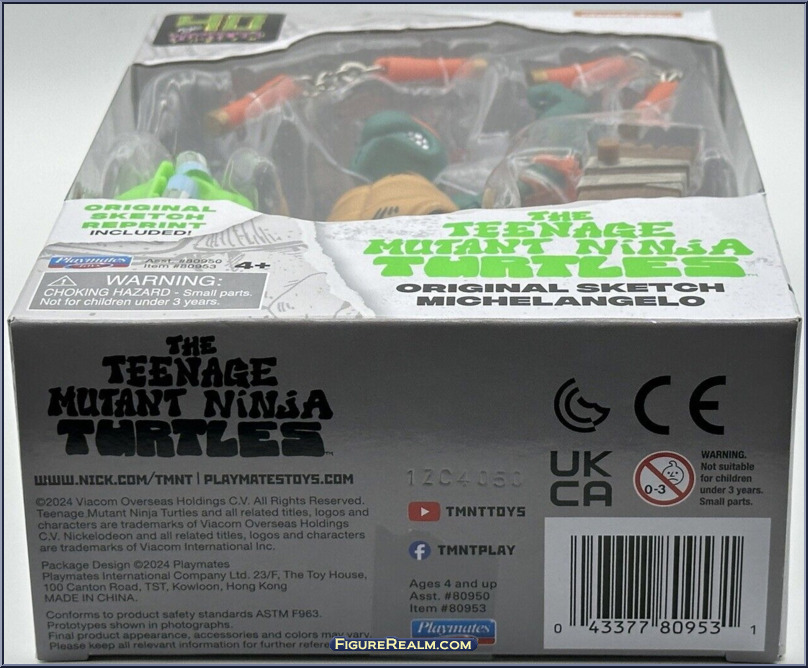 40
ORIGINAL
SKETCH
REPRINT
INCLUDED!
Playmates
TOYS
Asst. #80950
Item #80953
4+
WARNING:
CHOKING HAZARD - Small parts.
Not for children under 3 years.
THE
TEENAGE
MUTANT NiNJA
TURTLES
ORIGINAL SKETCH
MICHELANGELO
THE
TEENAGE
MUTANT NiNJA
TURTLES
WWW.NICK.COM/TMNT | PLAYMATESTOYS.COM
©2024 Viacom Overseas Holdings C.V. All Rights Reserved.
Teenage Mutant Ninja Turtles and all related titles, logos and
characters are trademarks of Viacom Overseas Holdings
C.V. Nickelodeon and all related titles, logos and characters
are trademarks of Viacom International Inc.
Package Design ©2024 Playmates
Playmates International Company Ltd. 23/F, The Toy House,
100 Canton Road, TST, Kowloon, Hong Kong
MADE IN CHINA.
Conforms to product safety standards ASTM F963.
Prototypes shown in photographs.
Final product appearance, accessories and colors may vary.
Please keep all relevant information for further
TMNTTOYS
TMNTPLAY
Ages 4 and up
Asst. #80950
Item #80953
Playmates
CE
UK
CA
0-3
WARNING.
Not suitable
for children
under 3 years.
Small parts.
0 43377 80953 1
FigureRealm.com